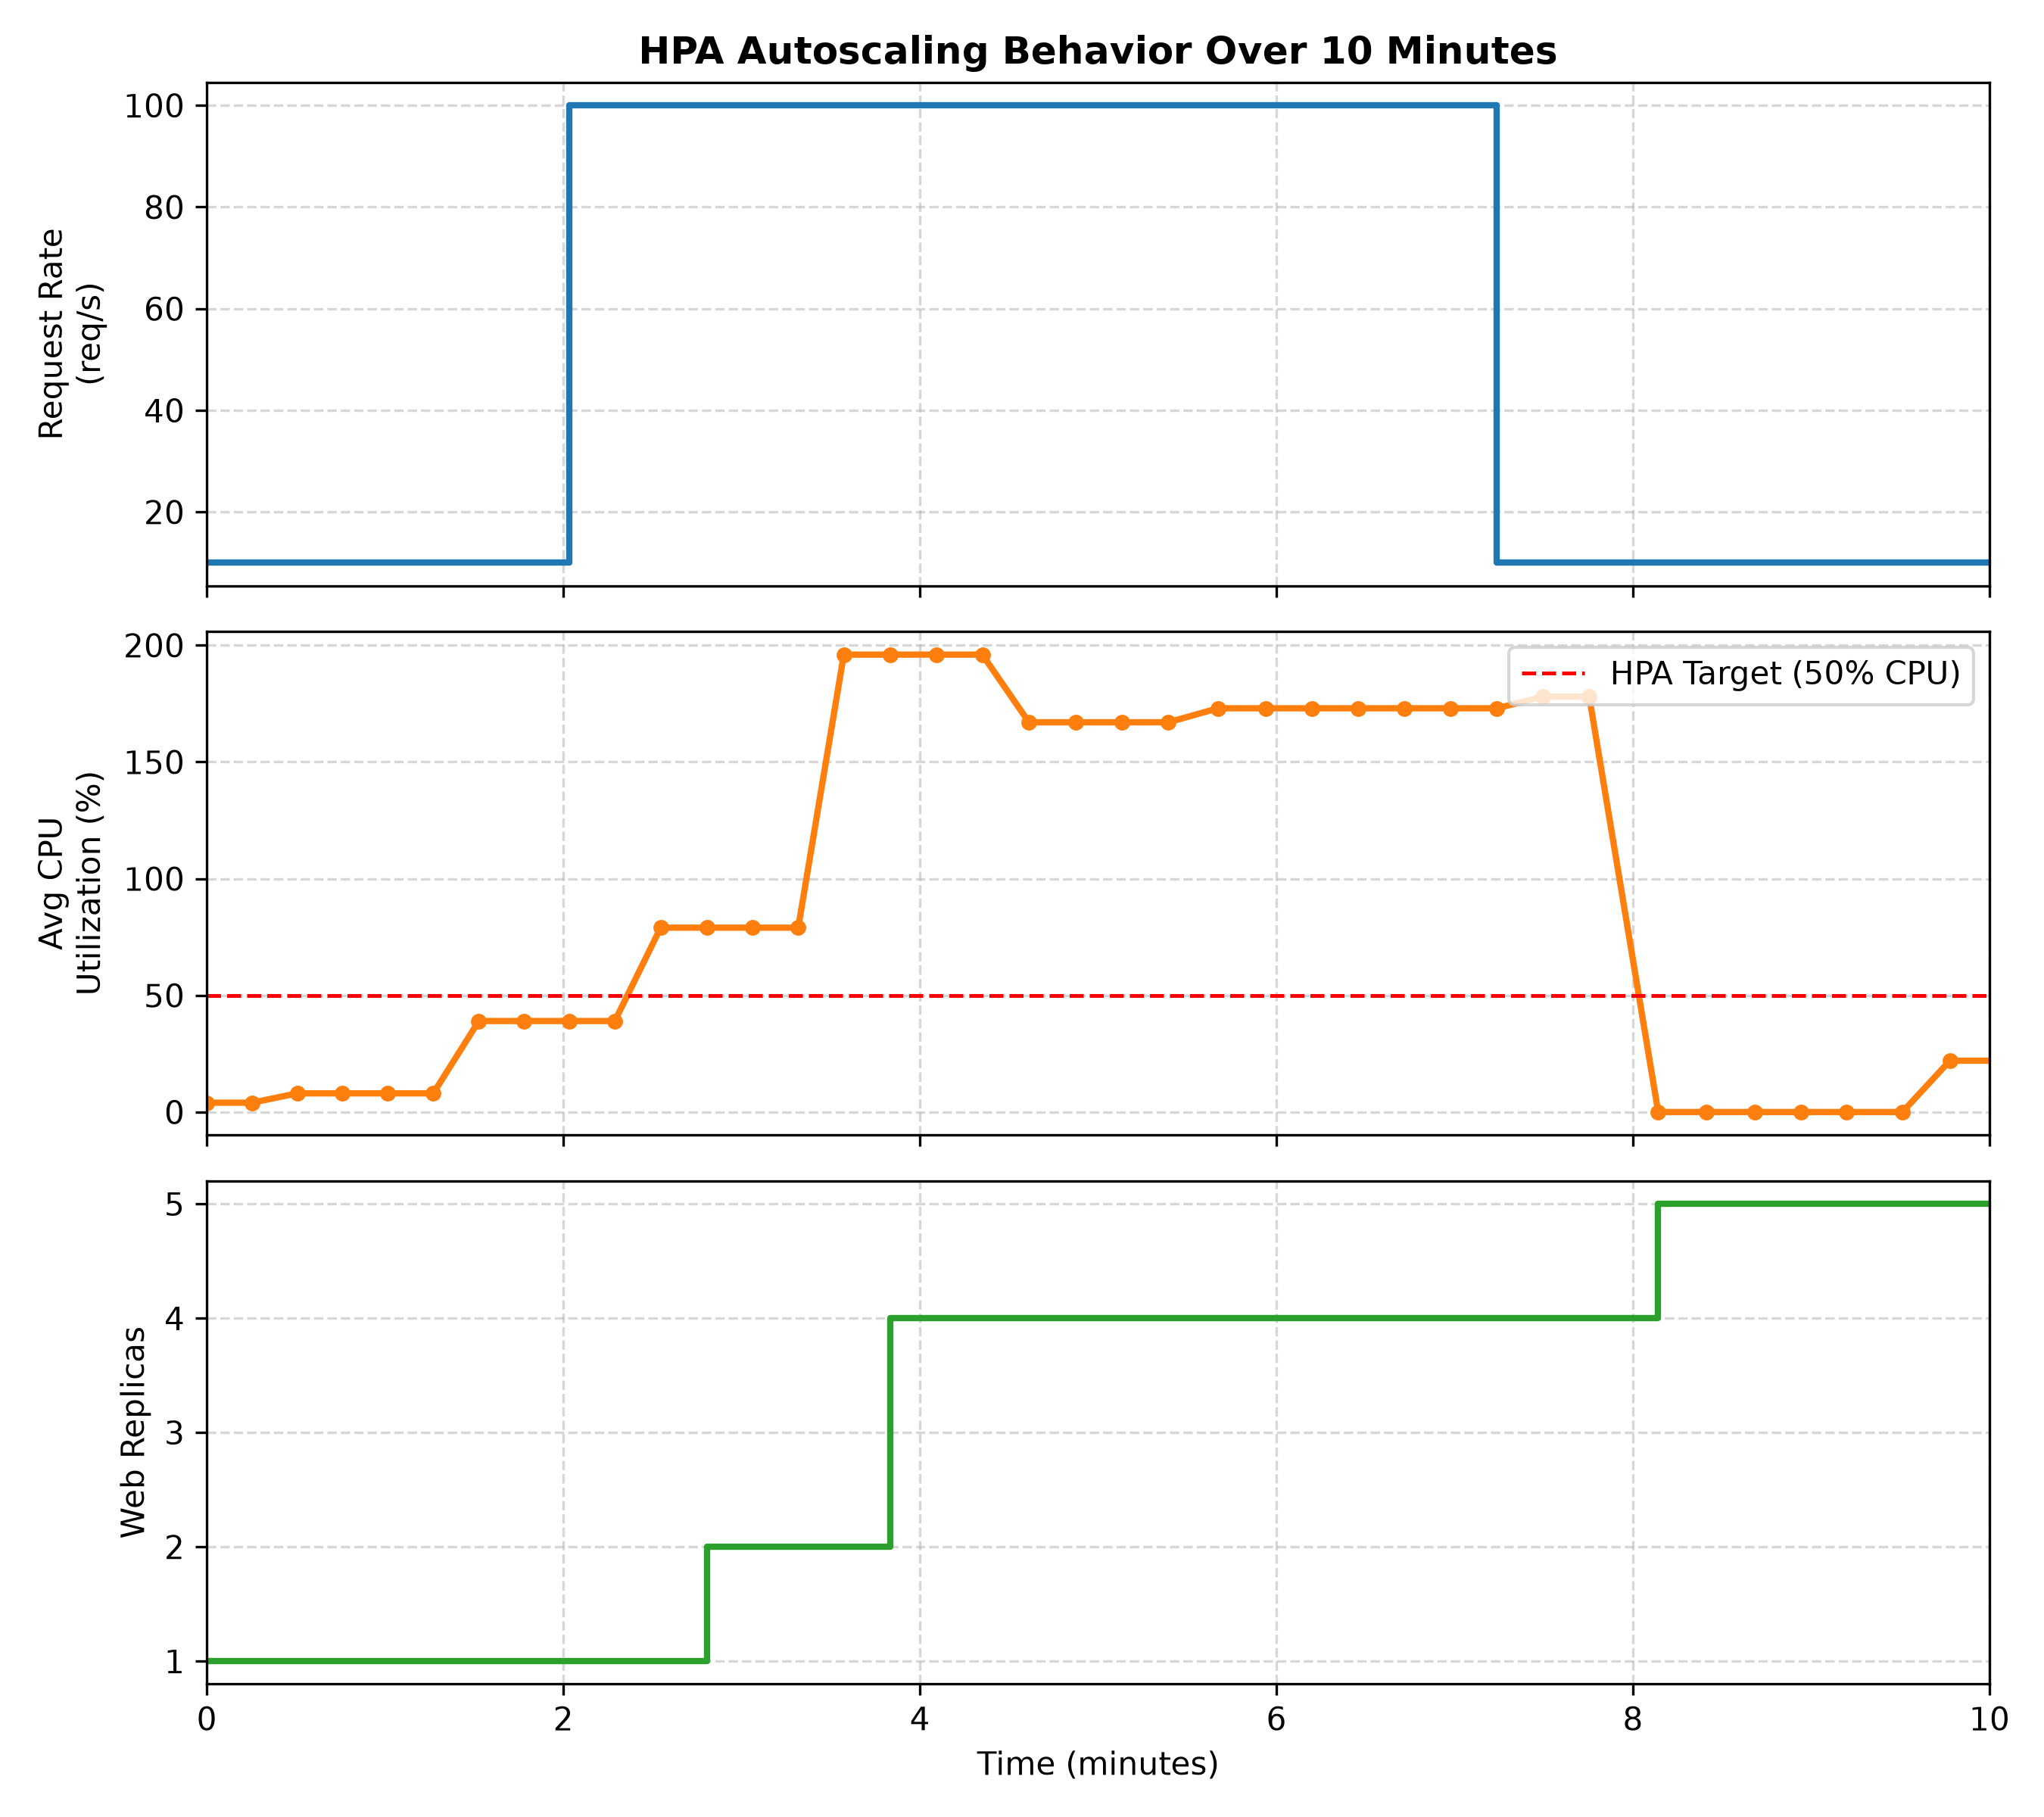 HPA Autoscaling Behavior Over 10 Minutes
Request Rate
(req/s)
100
80
60
40
20
Avg CPU
Utilization (%)
200
150
100
50
0
HPA Target (50% CPU)
Web Replicas
5
4
3
2
1
0 2 4 6 8 10
Time (minutes)